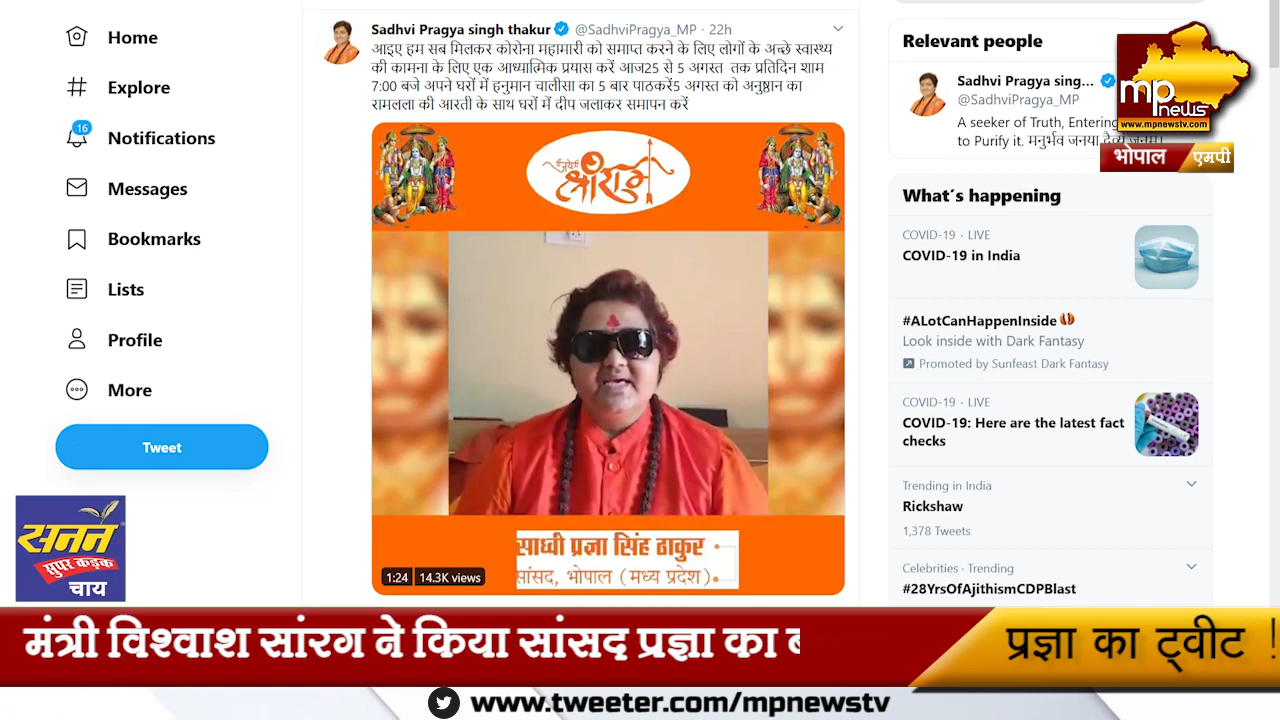 Home
Explore
16
Notifications
Messages
Bookmarks
Lists
Profile
More
Tweet
Sadhvi Pragya singh thakur @SadhviPragya_MP · 22h
आइए हम सब मिलकर कोरोना महामारी को समाप्त करने के लिए लोगों के अच्छे स्वास्थ्य
की कामना के लिए एक आध्यात्मिक प्रयास करें आज25 से 5 अगस्त तक प्रतिदिन शाम
7:00 बजे अपने घरों में हनुमान चालीसा का 5 बार पाठकरें5 अगस्त को अनुष्ठान का
रामलला की आरती के साथ घरों में दीप जलाकर समापन करें
श्रीराम
साध्वी प्रज्ञा सिंह ठाकुर
सांसद, भोपाल (मध्य प्रदेश)
1:24
14.3K views
Relevant people
Sadhvi Pragya sing...
@SadhviPragya_MP
A seeker of Truth, Entering
to Purify it. मनुर्भव जनया दैव्यं जनम।
mp news
www.mpnewstv.com
भोपाल एमपी
What's happening
COVID-19 · LIVE
COVID-19 in India
#ALotCanHappenInside
Look inside with Dark Fantasy
Promoted by Sunfeast Dark Fantasy
COVID-19 · LIVE
COVID-19: Here are the latest fact
checks
Trending in India
Rickshaw
1,378 Tweets
Celebrities · Trending
#28YrsOfAjithismCDPBlast
सनन
सुपर कड़क
चाय
मंत्री विश्वाश सांरग ने किया सांसद प्रज्ञा का ब
प्रज्ञा का ट्वीट !
www.tweeter.com/mpnewstv